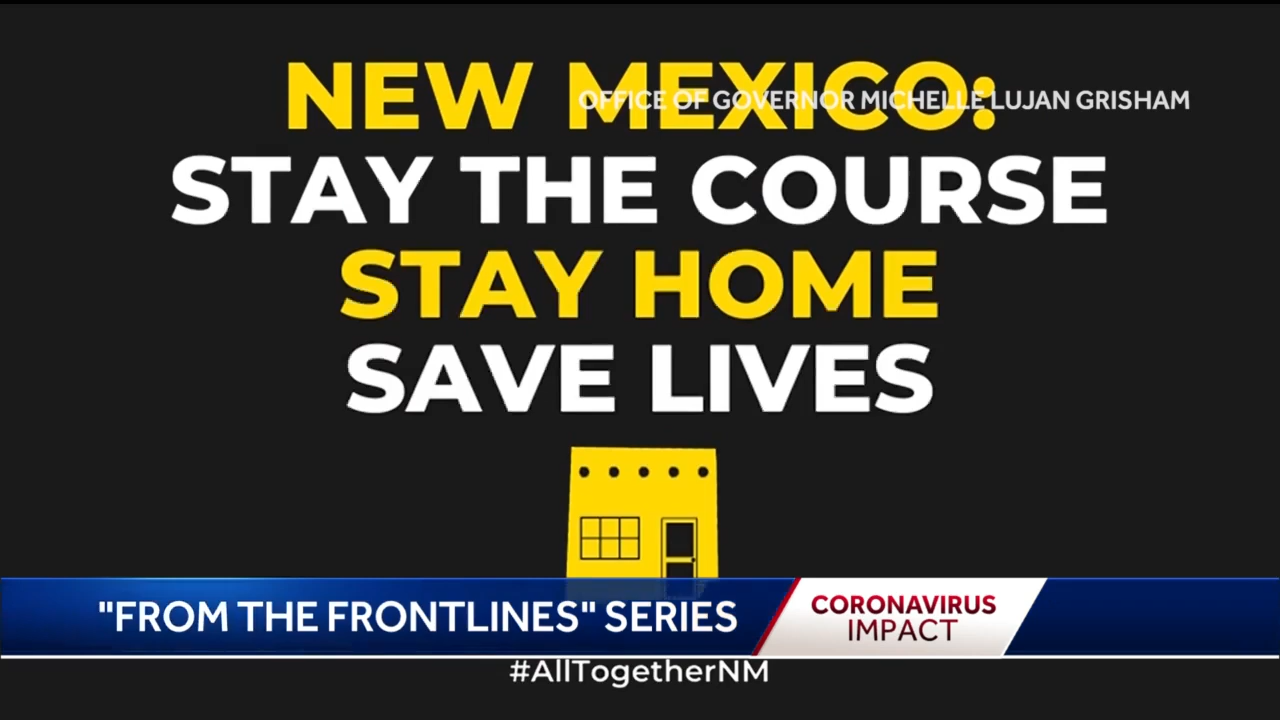 NEW MEXICO:
OFFICE OF GOVERNOR MICHELLE LUJAN GRISHAM
STAY THE COURSE
STAY HOME
SAVE LIVES
"FROM THE FRONTLINES" SERIES
CORONAVIRUS
IMPACT
#AllTogetherNM